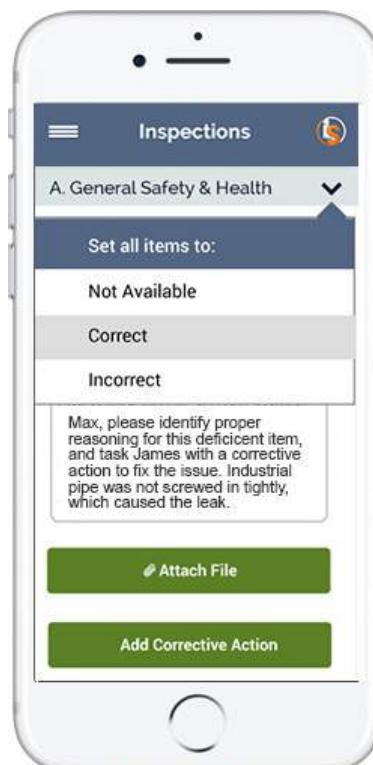 Inspections
A. General Safety & Health
Set all items to:
Not Available
Correct
Incorrect
Max, please identify proper
reasoning for this deficicent item,
and task James with a corrective
action to fix the issue. Industrial
pipe was not screwed in tightly,
which caused the leak.
Attach File
Add Corrective Action